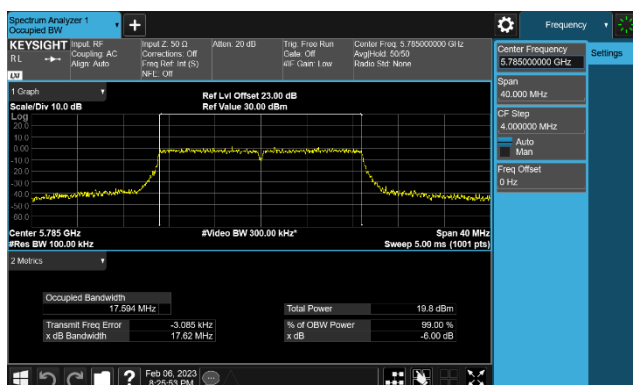 Spectrum Analyzer 1
Occupied BW
+
Frequency
KEYSIGHT
RL
LXI
Input: RF
Coupling: AC
Align: Auto
Input Z: 50 Ω
Corrections: Off
Freq Ref: Int (S)
NFE: Off
Atten: 20 dB
Trig: Free Run
Gate: Off
#IF Gain: Low
Center Freq: 5.785000000 GHz
Avg|Hold: 50/50
Radio Std: None
Center Frequency
5.785000000 GHz
Settings
Span
40.000 MHz
CF Step
4.000000 MHz
Auto
Man
Freq Offset
0 Hz
1 Graph
Scale/Div 10.0 dB
Ref Lvl Offset 23.00 dB
Ref Value 30.00 dBm
Log
20.0
10.0
0.00
-10.0
-20.0
-30.0
-40.0
-50.0
-60.0
Center 5.785 GHz
#Res BW 100.00 kHz
#Video BW 300.00 kHz*
Span 40 MHz
Sweep 5.00 ms (1001 pts)
2 Metrics
Occupied Bandwidth
17.594 MHz
Total Power 19.8 dBm
Transmit Freq Error -3.085 kHz
% of OBW Power 99.00 %
x dB Bandwidth 17.62 MHz
x dB -6.00 dB
?
Feb 06, 2023
8:25:53 PM